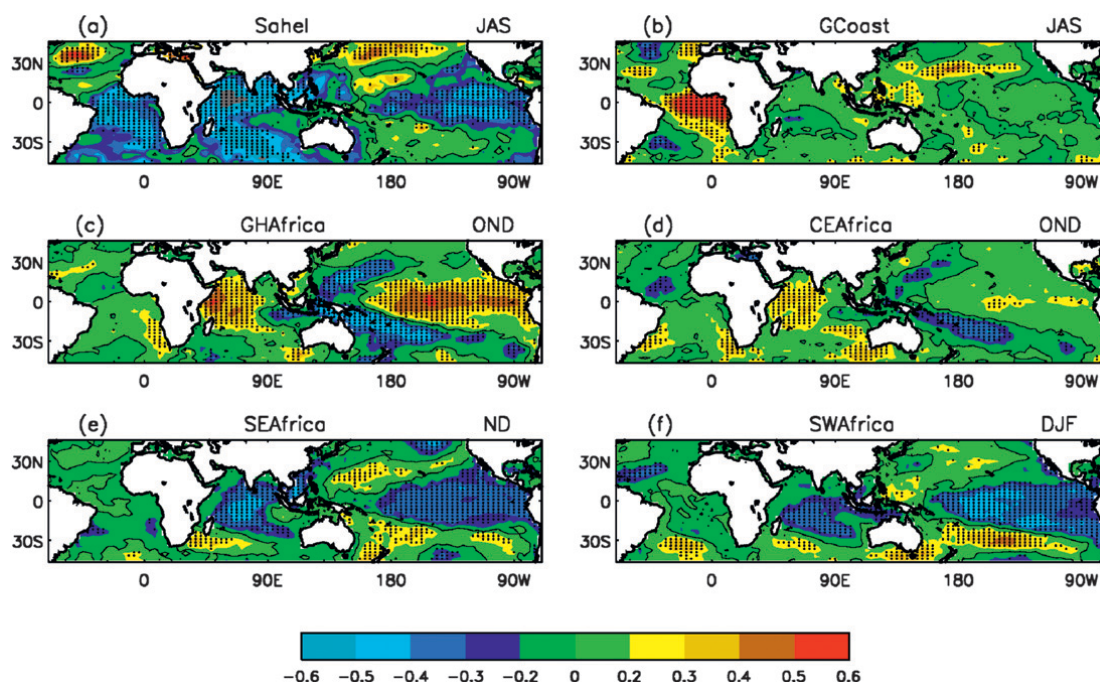 (a) Sahel JAS
30N
0
30S
0 90E 180 90W
(b) GCoast JAS
30N
0
30S
0 90E 180 90W
(c) GHAfrica OND
30N
0
30S
0 90E 180 90W
(d) CEAfrica OND
30N
0
30S
0 90E 180 90W
(e) SEAfrica ND
30N
0
30S
0 90E 180 90W
(f) SWAfrica DJF
30N
0
30S
0 90E 180 90W
-0.6 -0.5 -0.4 -0.3 -0.2 0 0.2 0.3 0.4 0.5 0.6